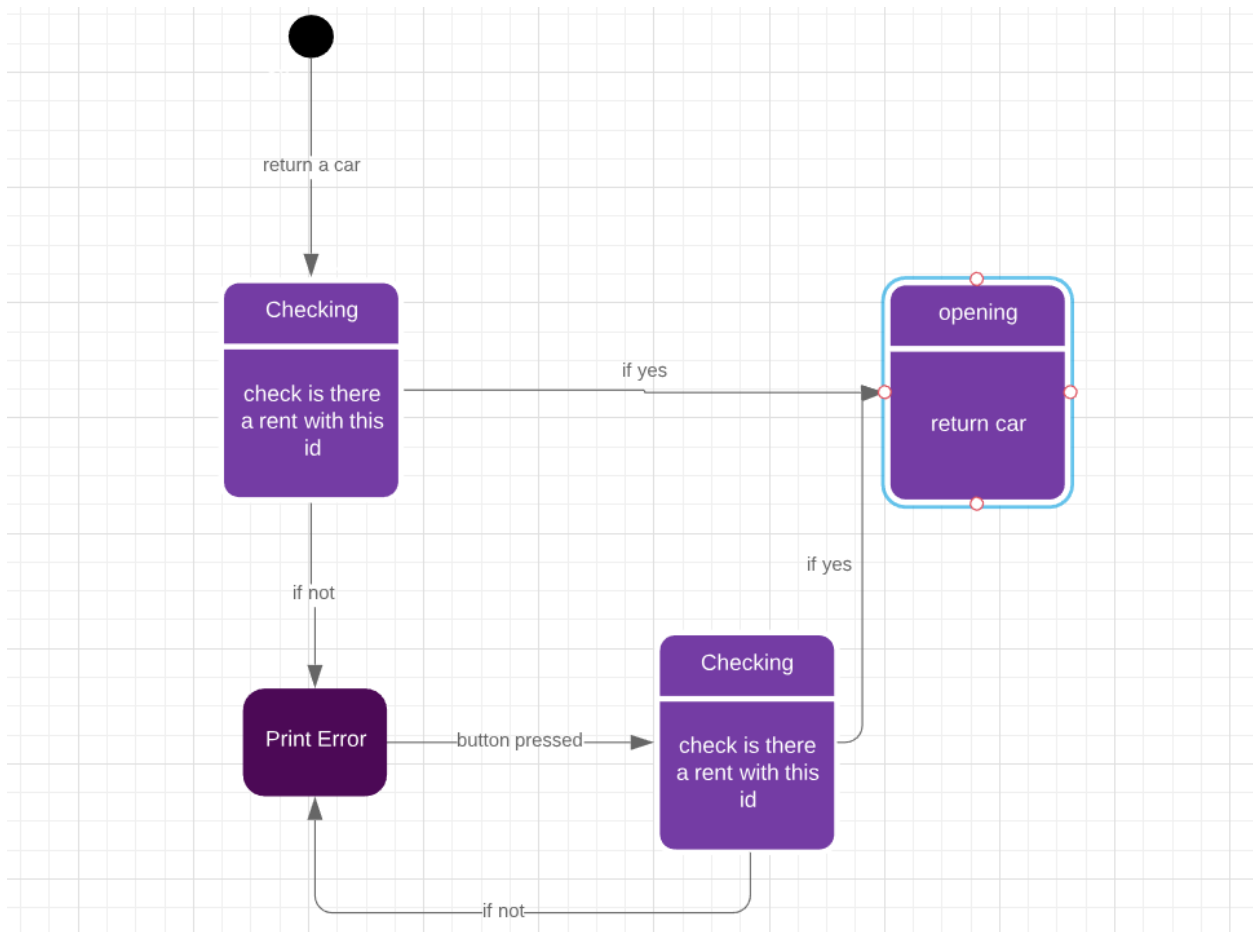 return a car
Checking
check is there
a rent with this
id
if yes
opening
return car
if not
if yes
Print Error
button pressed
Checking
check is there
a rent with this
id
if not